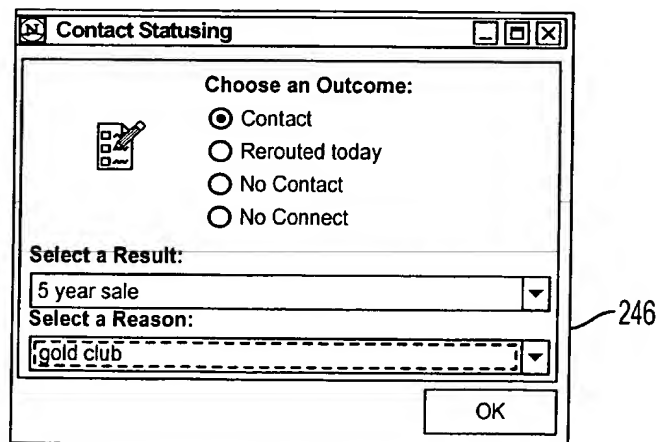 Contact Statusing
Choose an Outcome:
Contact
Rerouted today
No Contact
No Connect
Select a Result:
5 year sale
Select a Reason:
gold club
246
OK